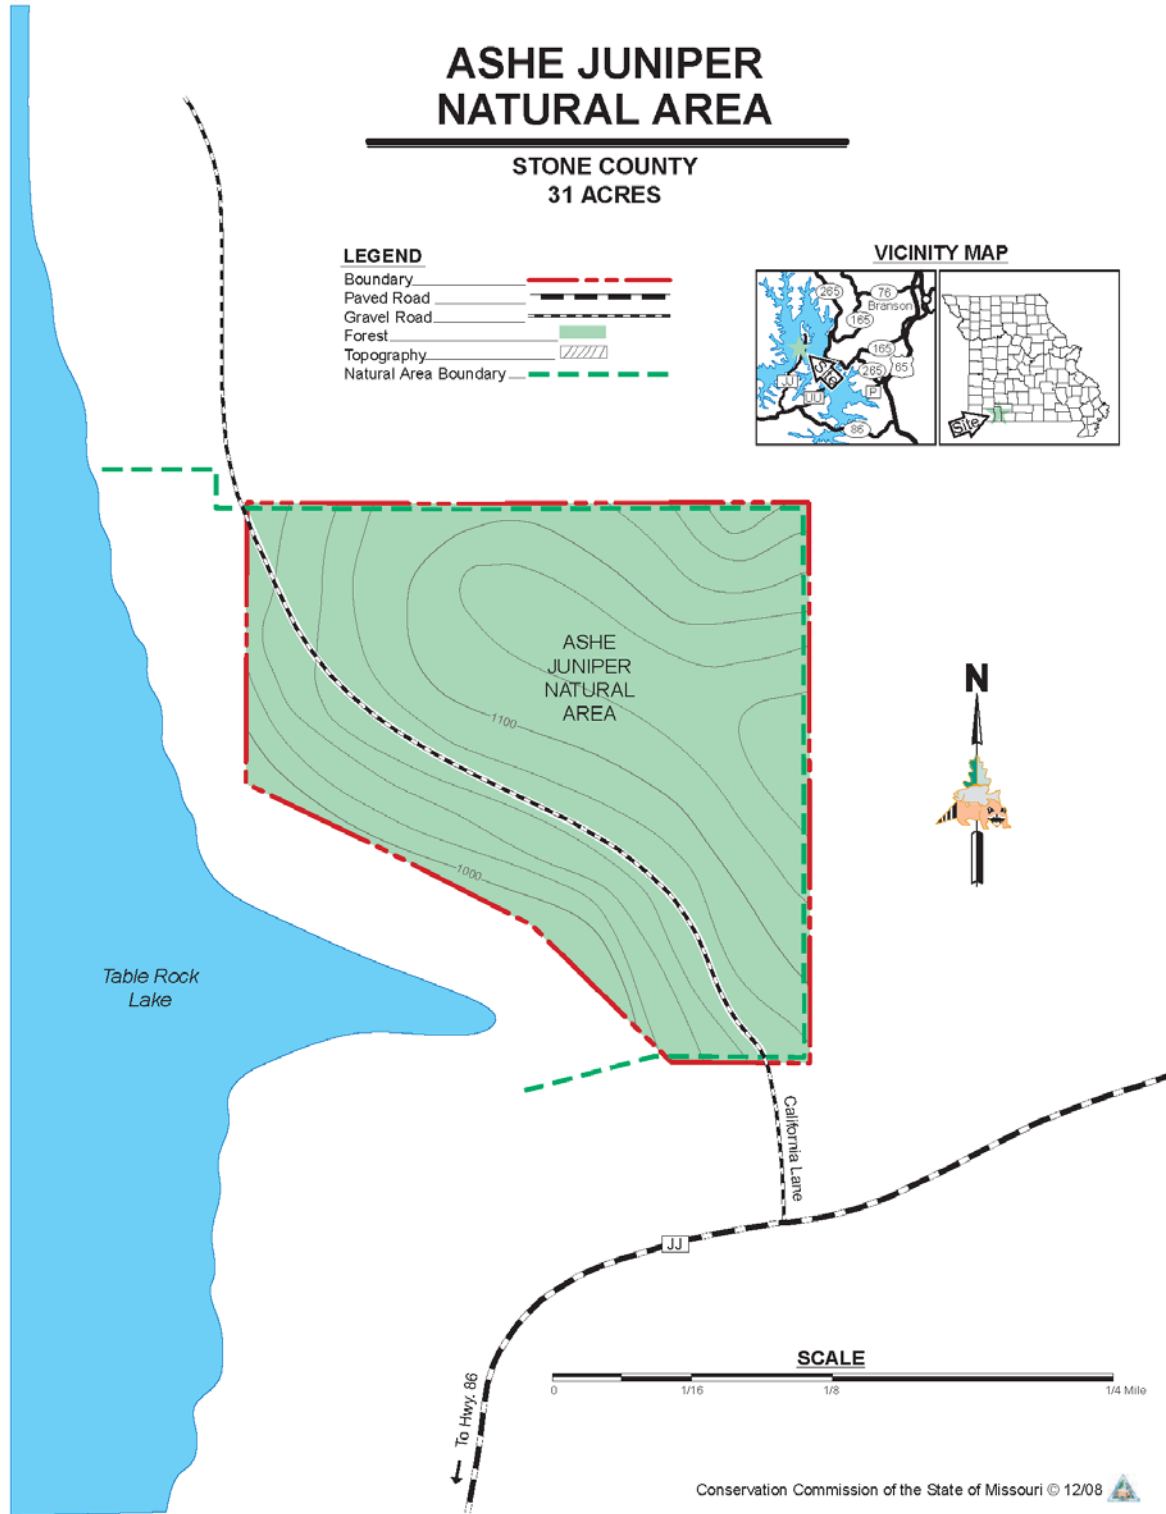 ASHE JUNIPER
NATURAL AREA
STONE COUNTY
31 ACRES
LEGEND
Boundary
Paved Road
Gravel Road
Forest
Topography
Natural Area Boundary
VICINITY MAP
265
76
Branson
165
165
265
65
JJ
UU
P
86
Site
Site
ASHE
JUNIPER
NATURAL
AREA
1100
1000
N
Table Rock
Lake
California Lane
JJ
To Hwy. 86
SCALE
0 1/16 1/8 1/4 Mile
Conservation Commission of the State of Missouri © 12/08